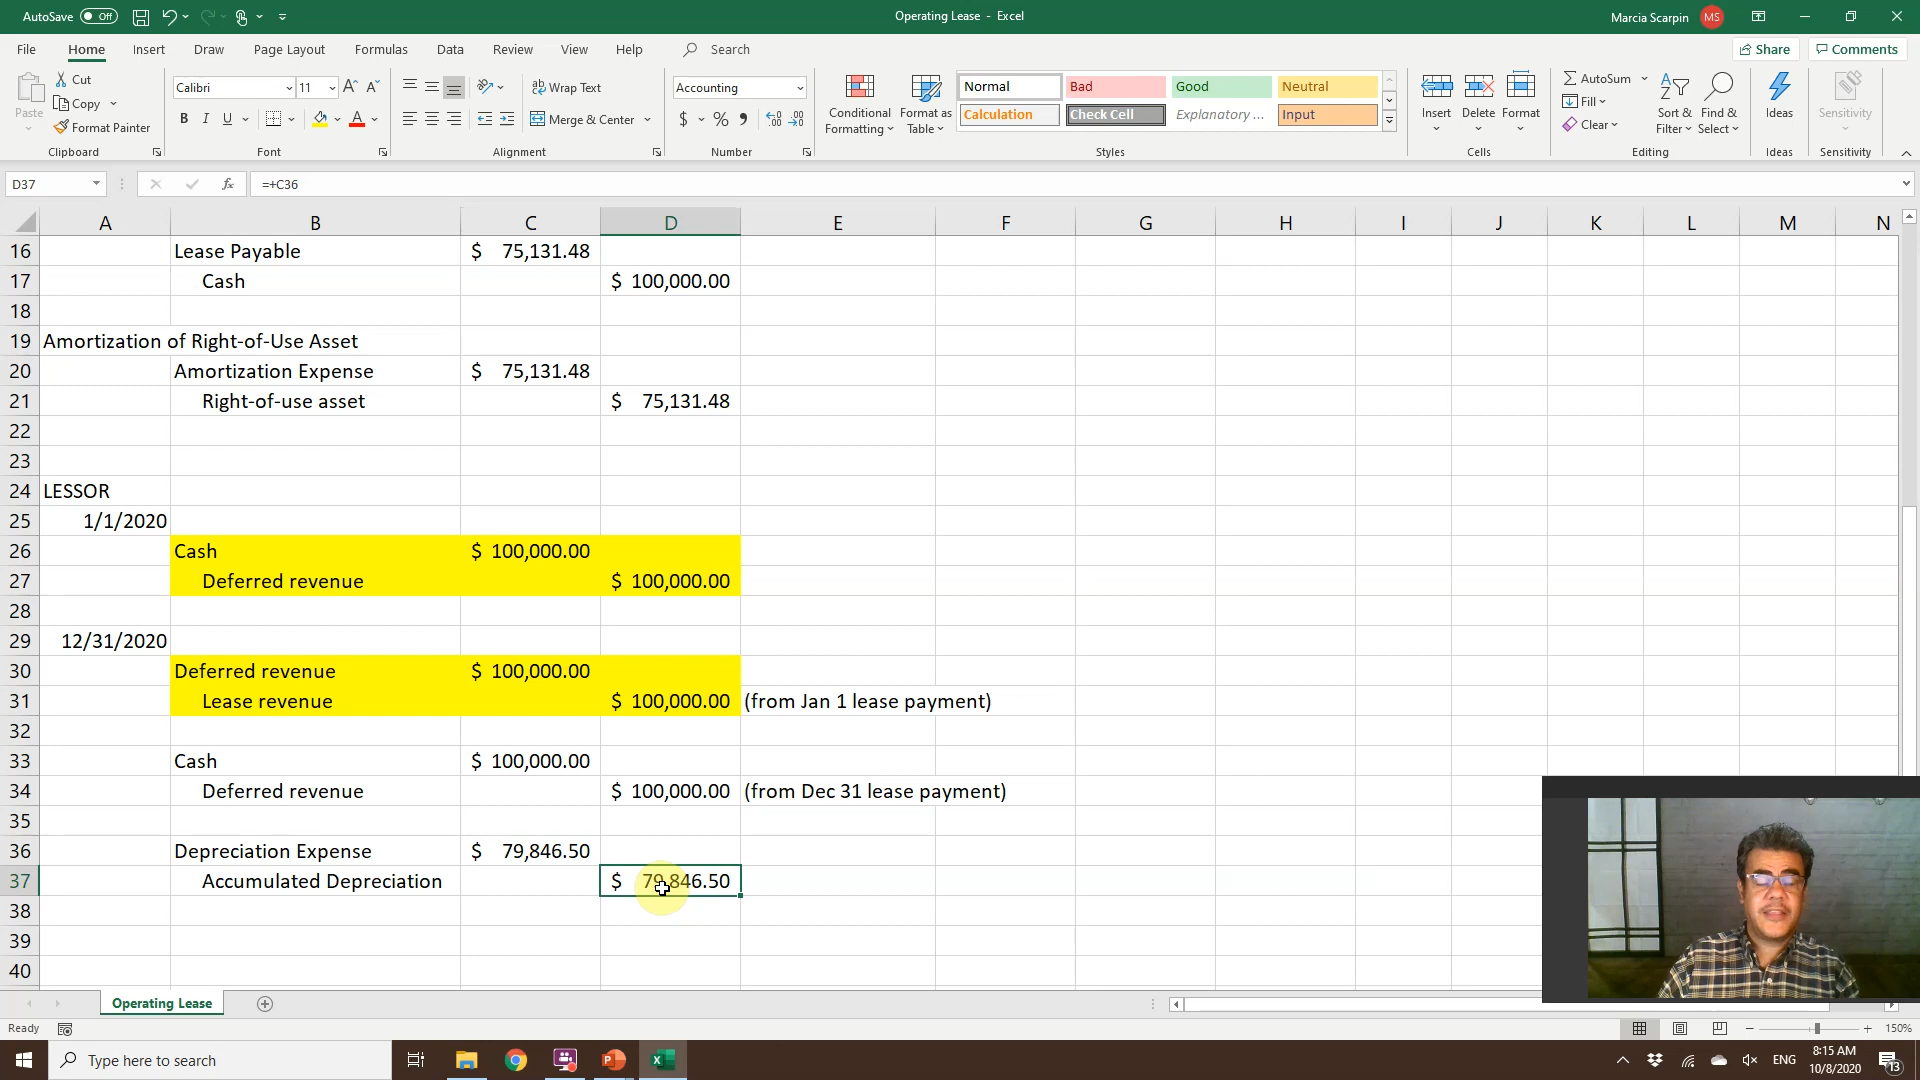 AutoSave Off
Operating Lease - Excel
Marcia Scarpin MS
File Home Insert Draw Page Layout Formulas Data Review View Help Search
Share Comments
Paste
Cut
Copy
Format Painter
Clipboard
Calibri 11
B I U
Font
Wrap Text
Merge & Center
Alignment
Accounting
$ % ,
Number
Conditional Formatting
Format as Table
Normal Bad Good Neutral
Calculation Check Cell Explanatory ... Input
Styles
Insert Delete Format
Cells
AutoSum
Fill
Clear
Sort & Filter
Find & Select
Editing
Ideas
Ideas
Sensitivity
Sensitivity
D37 fx =+C36
A B C D E F G H I J K L M N
16 Lease Payable $ 75,131.48
17 Cash $ 100,000.00
18
19 Amortization of Right-of-Use Asset
20 Amortization Expense $ 75,131.48
21 Right-of-use asset $ 75,131.48
22
23
24 LESSOR
25 1/1/2020
26 Cash $ 100,000.00
27 Deferred revenue $ 100,000.00
28
29 12/31/2020
30 Deferred revenue $ 100,000.00
31 Lease revenue $ 100,000.00 (from Jan 1 lease payment)
32
33 Cash $ 100,000.00
34 Deferred revenue $ 100,000.00 (from Dec 31 lease payment)
35
36 Depreciation Expense $ 79,846.50
37 Accumulated Depreciation $ 79,846.50
38
39
40
Operating Lease
Ready
150%
Type here to search
ENG
8:15 AM
10/8/2020
13